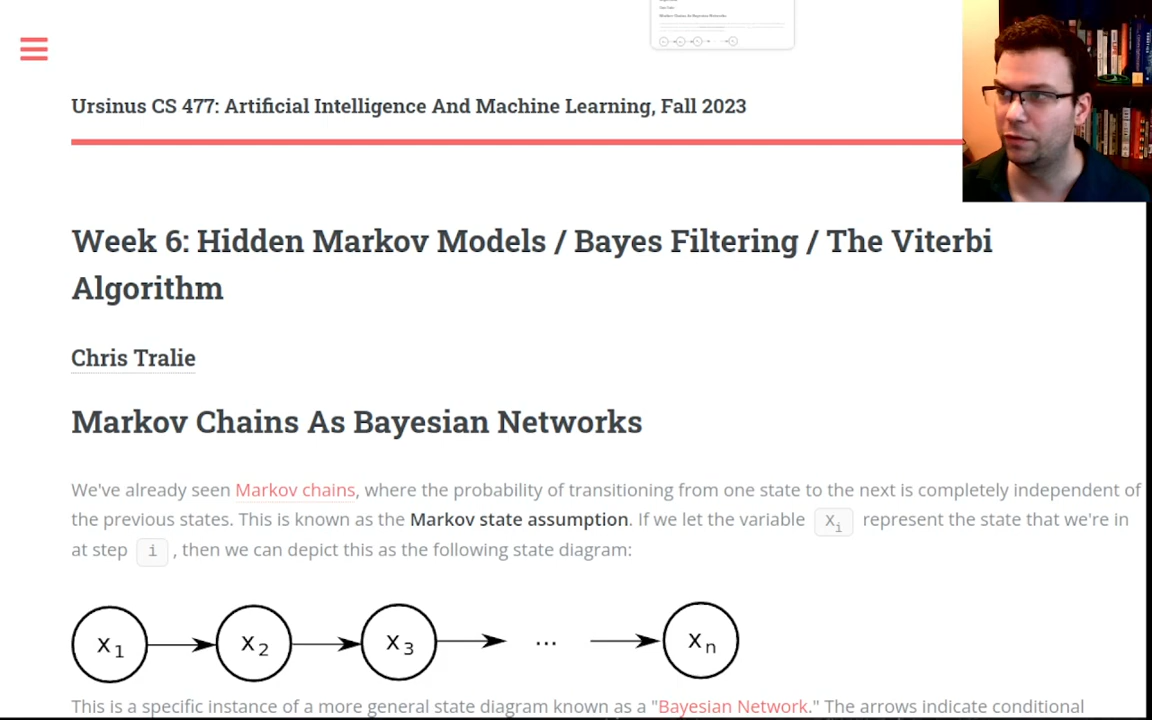 Ursinus CS 477: Artificial Intelligence And Machine Learning, Fall 2023
Week 6: Hidden Markov Models / Bayes Filtering / The Viterbi
Algorithm
Chris Tralie
Markov Chains As Bayesian Networks
We've already seen Markov chains, where the probability of transitioning from one state to the next is completely independent of
the previous states. This is known as the Markov state assumption. If we let the variable Xi represent the state that we're in
at step i , then we can depict this as the following state diagram:
X1 X2 X3 ... Xn
This is a specific instance of a more general state diagram known as a "Bayesian Network." The arrows indicate conditional